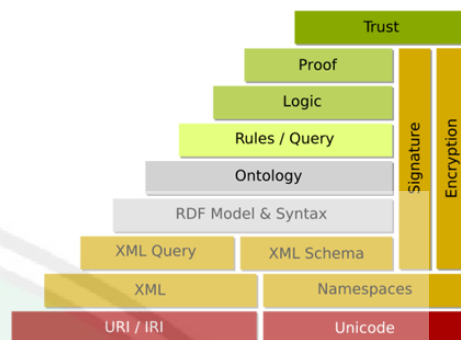 Trust
Proof
Logic
Rules / Query
Ontology
RDF Model & Syntax
XML Query
XML Schema
XML
Namespaces
URI / IRI
Unicode
Signature
Encryption